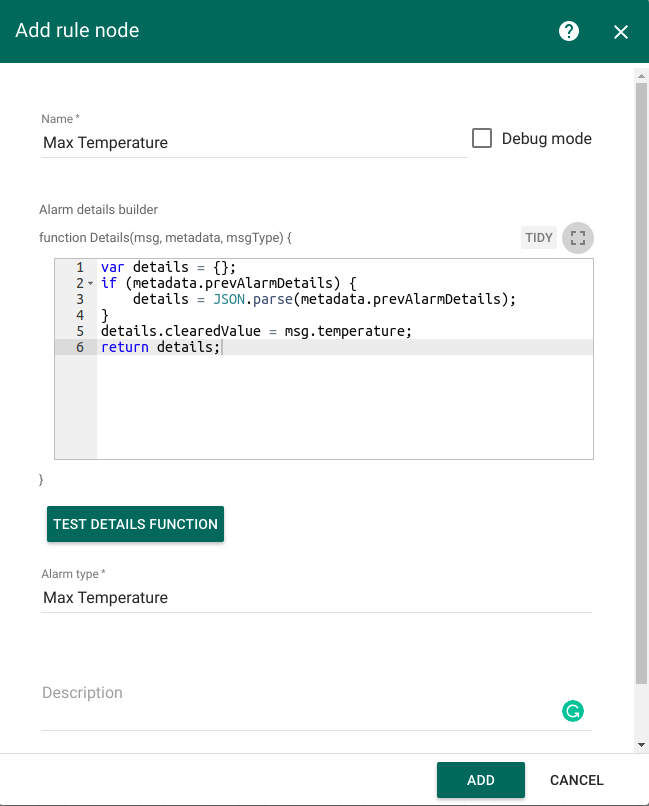 Add rule node
Name *
Max Temperature
Debug mode
Alarm details builder
function Details(msg, metadata, msgType) {
TIDY
1 var details = {};
2 if (metadata.prevAlarmDetails) {
3     details = JSON.parse(metadata.prevAlarmDetails);
4 }
5 details.clearedValue = msg.temperature;
6 return details;
}
TEST DETAILS FUNCTION
Alarm type *
Max Temperature
Description
ADD
CANCEL